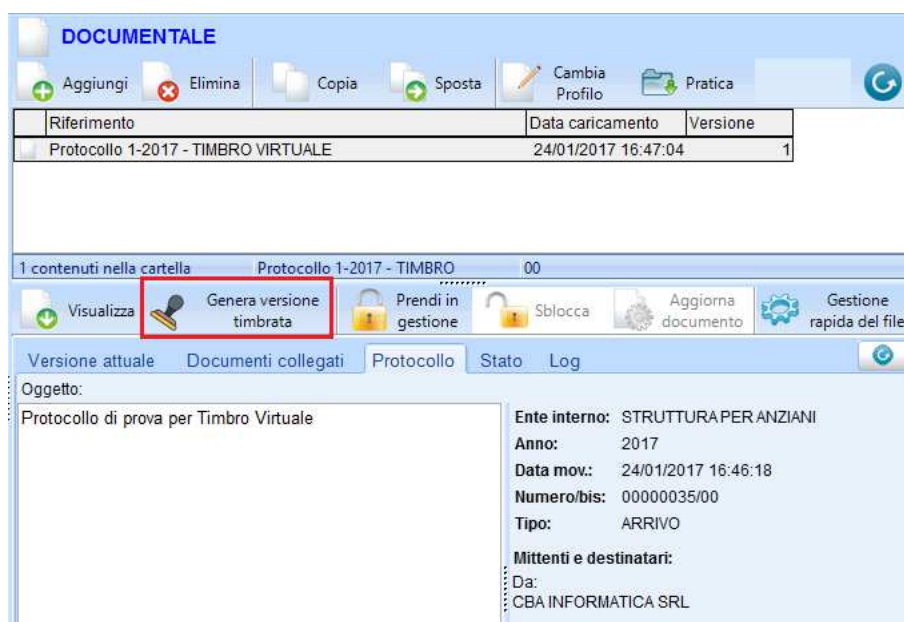 DOCUMENTALE
Aggiungi Elimina Copia Sposta Cambia Profilo Pratica
Riferimento Data caricamento Versione
Protocollo 1-2017 - TIMBRO VIRTUALE 24/01/2017 16:47:04 1
1 contenuti nella cartella Protocollo 1-2017 - TIMBRO 00
Visualizza Genera versione timbrata Prendi in gestione Sblocca Aggiorna documento Gestione rapida del file
Versione attuale Documenti collegati Protocollo Stato Log
Oggetto:
Protocollo di prova per Timbro Virtuale
Ente interno: STRUTTURA PER ANZIANI
Anno: 2017
Data mov.: 24/01/2017 16:46:18
Numero/bis: 00000035/00
Tipo: ARRIVO
Mittenti e destinatari:
Da:
CBA INFORMATICA SRL